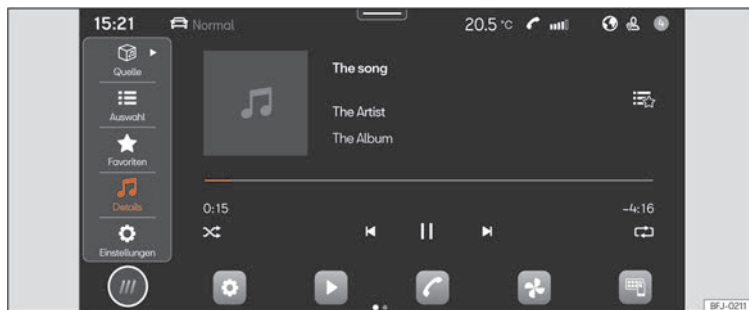 15:21
Normal
20.5 °C
4
Quelle
Auswahl
Favoriten
Details
Einstellungen
The song
The Artist
The Album
0:15
-4:16
BFJ-0211